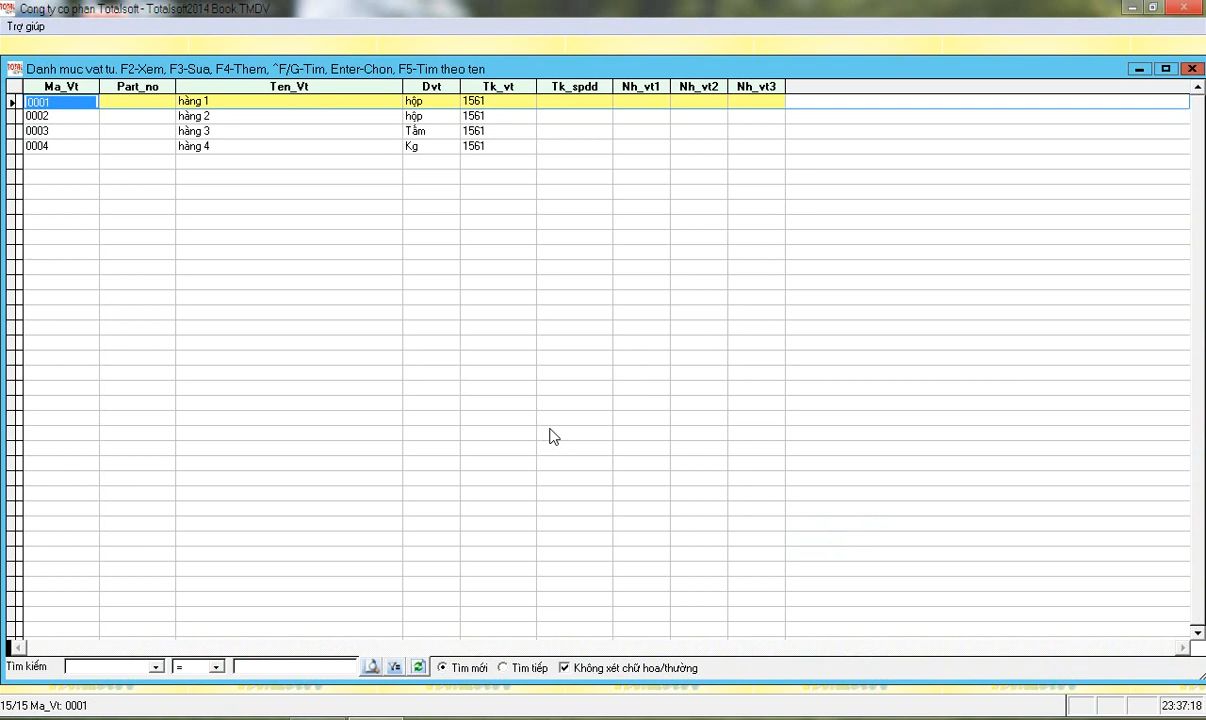 Cong ty co phan Totalsoft - Totalsoft2014 Book TMDV
Trợ giúp
Danh muc vat tu. F2-Xem, F3-Sua, F4-Them, ^F/G-Tim, Enter-Chon, F5-Tim theo ten
Ma_Vt Part_no Ten_Vt Dvt Tk_vt Tk_spdd Nh_vt1 Nh_vt2 Nh_vt3
0001 hàng 1 hộp 1561
0002 hàng 2 hộp 1561
0003 hàng 3 Tấm 1561
0004 hàng 4 Kg 1561
Tìm kiếm = Tìm mới Tìm tiếp Không xét chữ hoa/thường
15/15 Ma_Vt: 0001 23:37:18